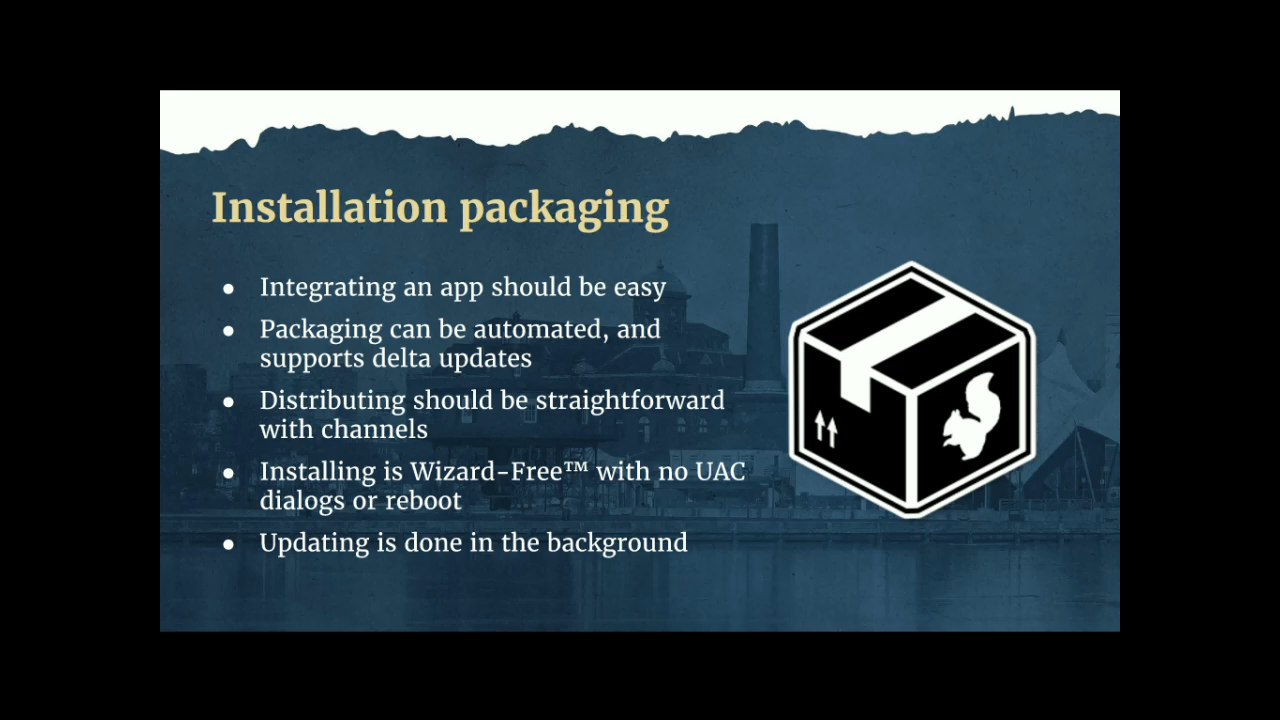 Installation packaging
● Integrating an app should be easy
● Packaging can be automated, and
supports delta updates
● Distributing should be straightforward
with channels
● Installing is Wizard-Free™ with no UAC
dialogs or reboot
● Updating is done in the background